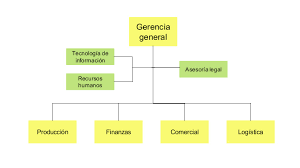 Gerencia
general
Tecnología de
información
Recursos
humanos
Asesoría legal
Producción
Finanzas
Comercial
Logística